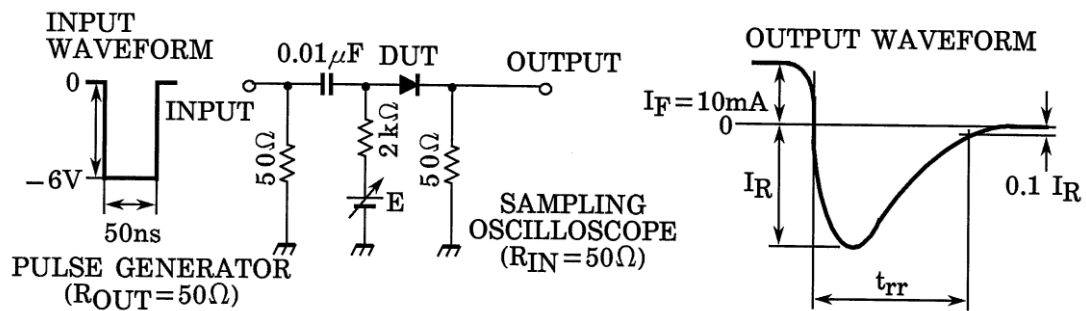 INPUT
WAVEFORM
0
−6V
50ns
PULSE GENERATOR
(ROUT=50Ω)
INPUT
0.01μF
DUT
OUTPUT
50Ω
2kΩ
E
50Ω
SAMPLING
OSCILLOSCOPE
(RIN=50Ω)
OUTPUT WAVEFORM
IF=10mA
0
IR
0.1 IR
trr